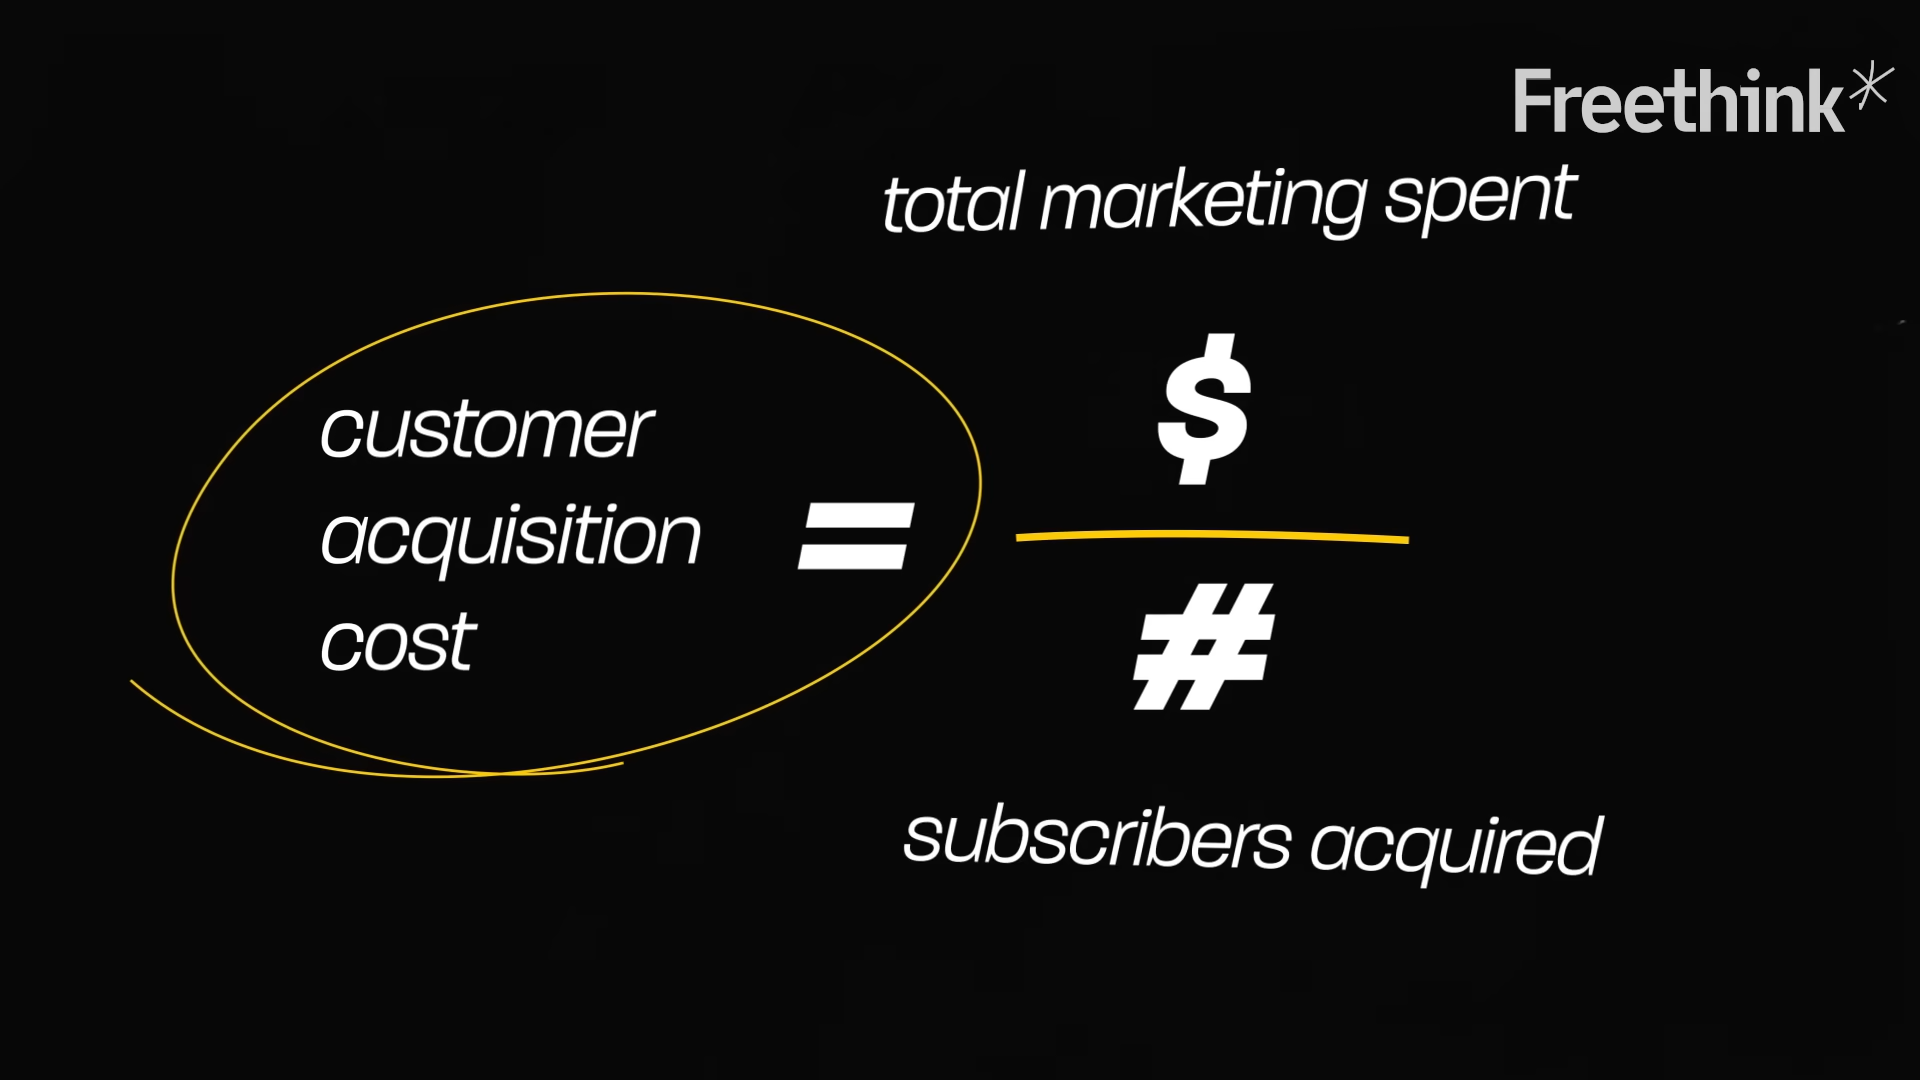 Freethink
total marketing spent
customer
acquisition
cost
=
$
#
subscribers acquired